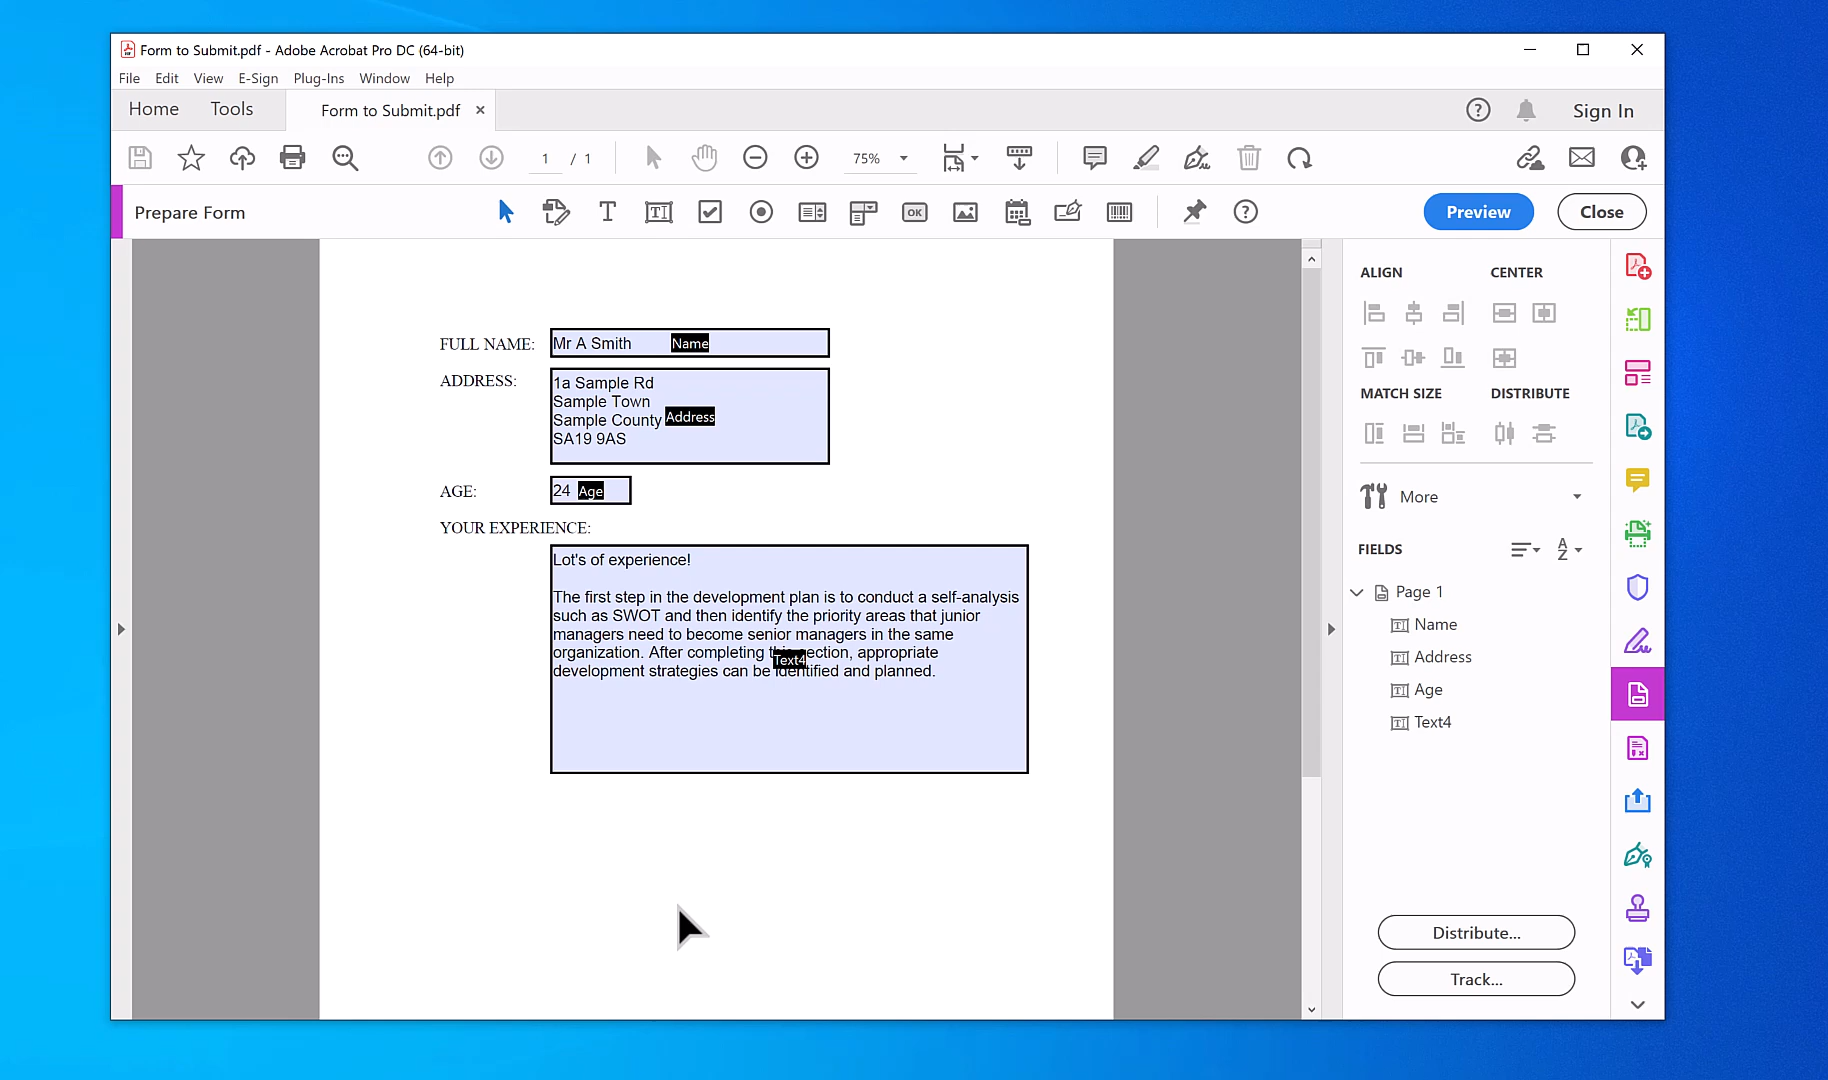 Form to Submit.pdf - Adobe Acrobat Pro DC (64-bit)
File Edit View E-Sign Plug-Ins Window Help
Home Tools Form to Submit.pdf × Sign In
1 / 1 75%
Prepare Form OK Preview Close
ALIGN CENTER
FULL NAME: Mr A Smith Name
ADDRESS: 1a Sample Rd
Sample Town
Sample County Address
SA19 9AS
MATCH SIZE DISTRIBUTE
AGE: 24 Age
More
YOUR EXPERIENCE:
FIELDS
Lot's of experience!
The first step in the development plan is to conduct a self-analysis
such as SWOT and then identify the priority areas that junior
managers need to become senior managers in the same
organization. After completing section, appropriate
Text4
development strategies can be identified and planned.
Page 1
Name
Address
Age
Text4
Distribute...
Track...